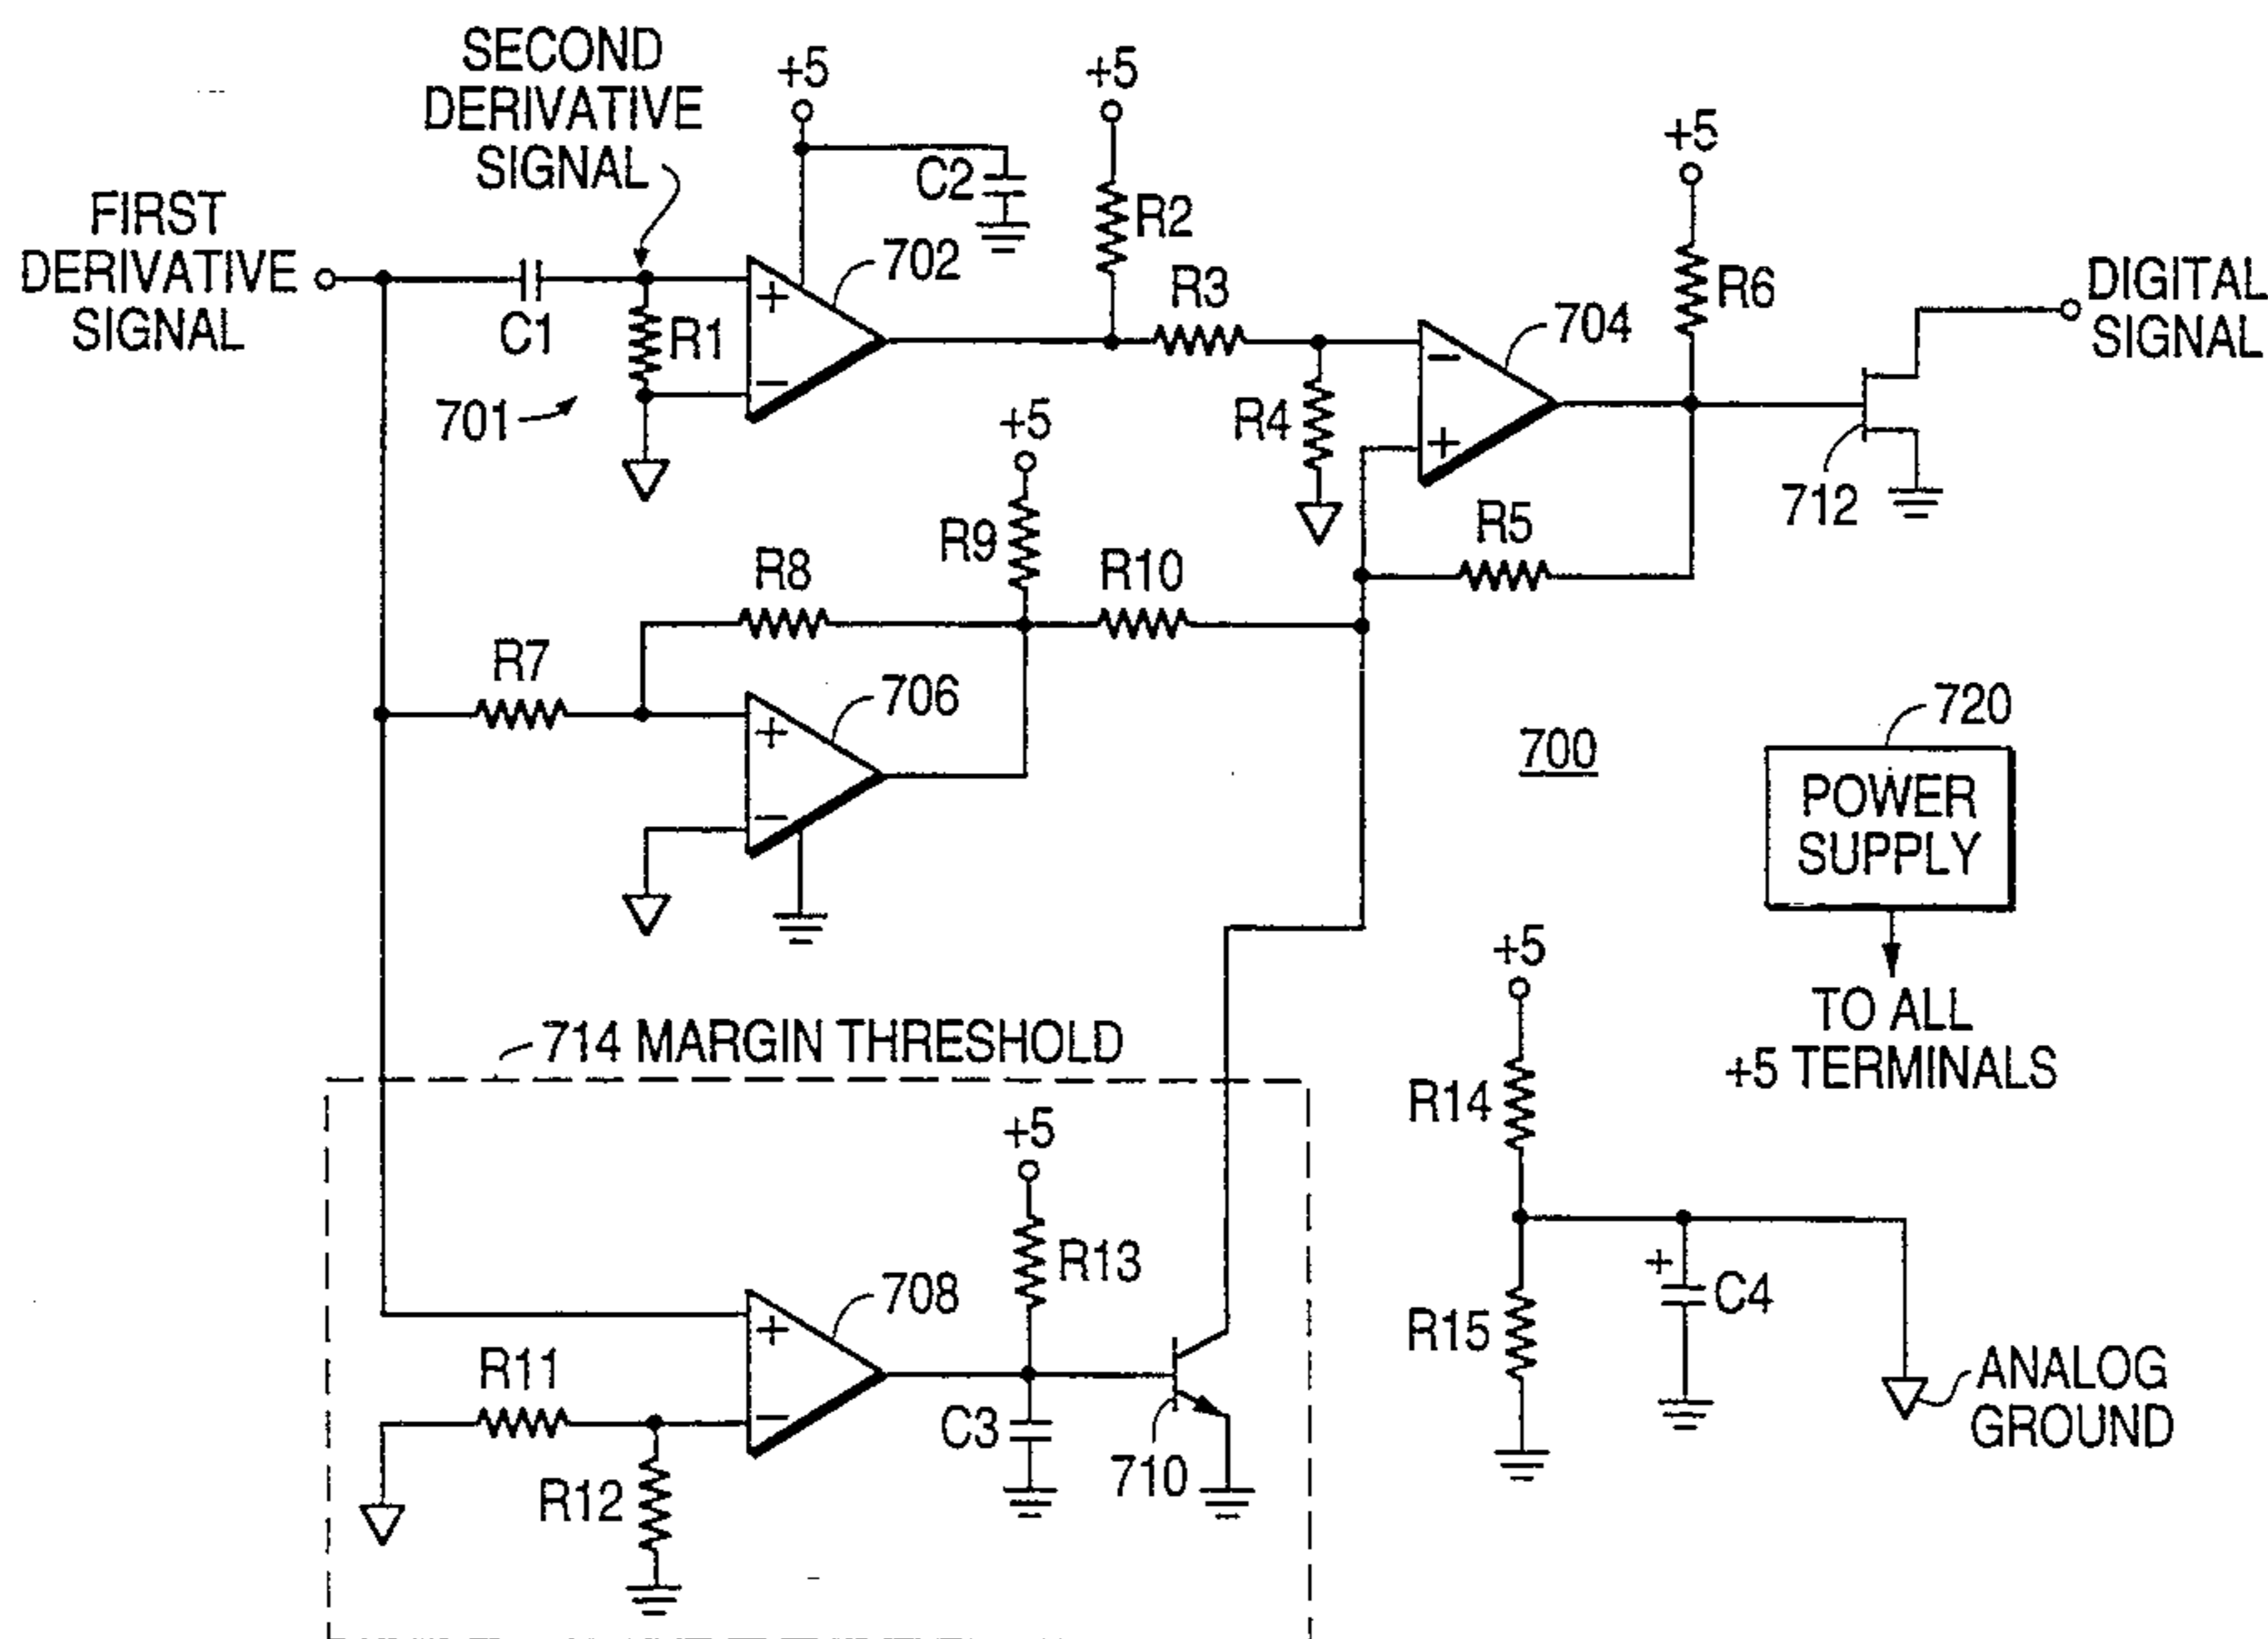 SECOND
DERIVATIVE
SIGNAL
+5
+5
+5
C2
R2
FIRST
DERIVATIVE
SIGNAL
C1
R1
+
−
702
R3
704
R6
DIGITAL
SIGNAL
701
+5
R4
−
+
712
R9
R5
R8
R10
R7
706
+
−
700
720
POWER
SUPPLY
TO ALL
+5 TERMINALS
714 MARGIN THRESHOLD
+5
R14
+5
R13
708
+
−
R11
R12
C3
710
R15
+
C4
ANALOG
GROUND